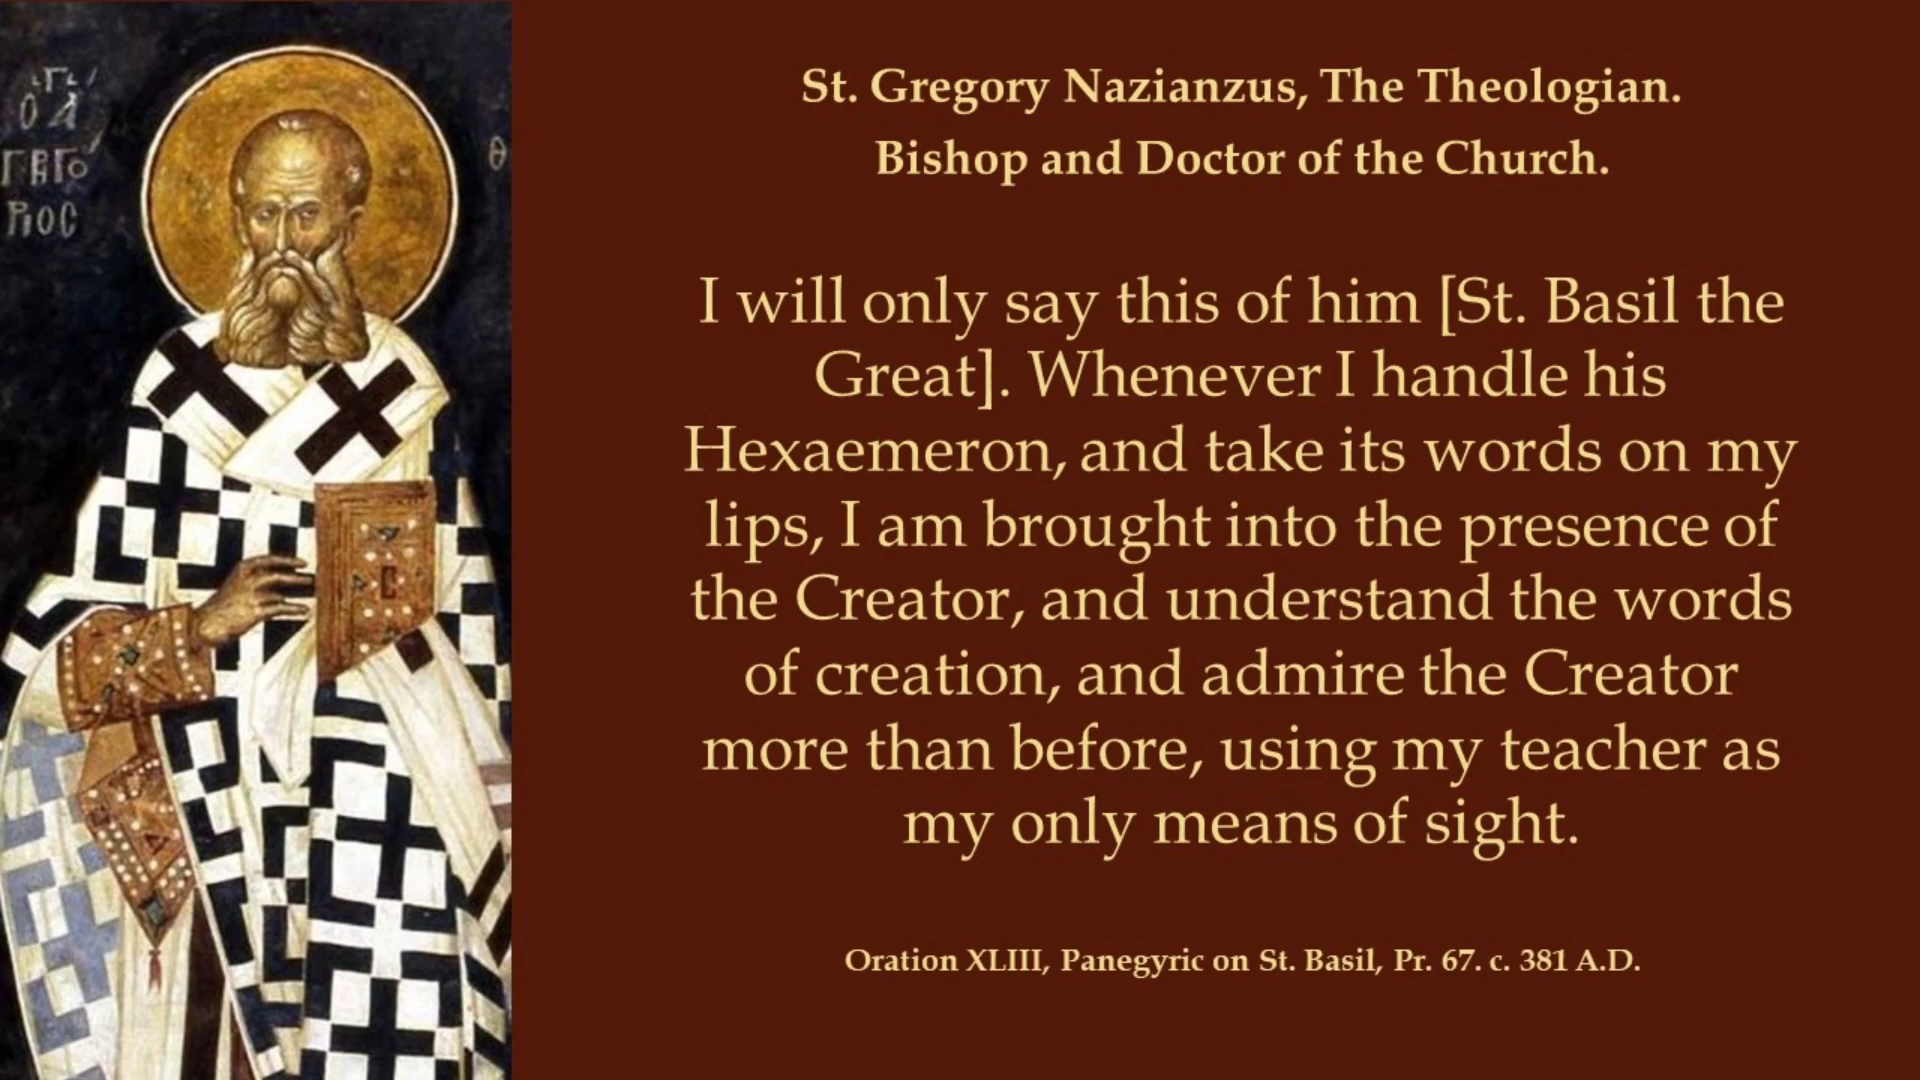 Ο Α
ΓΡΗΓΟ
ΡΙΟC
Θ
St. Gregory Nazianzus, The Theologian.
Bishop and Doctor of the Church.
I will only say this of him [St. Basil the
Great]. Whenever I handle his
Hexaemeron, and take its words on my
lips, I am brought into the presence of
the Creator, and understand the words
of creation, and admire the Creator
more than before, using my teacher as
my only means of sight.
Oration XLIII, Panegyric on St. Basil, Pr. 67. c. 381 A.D.